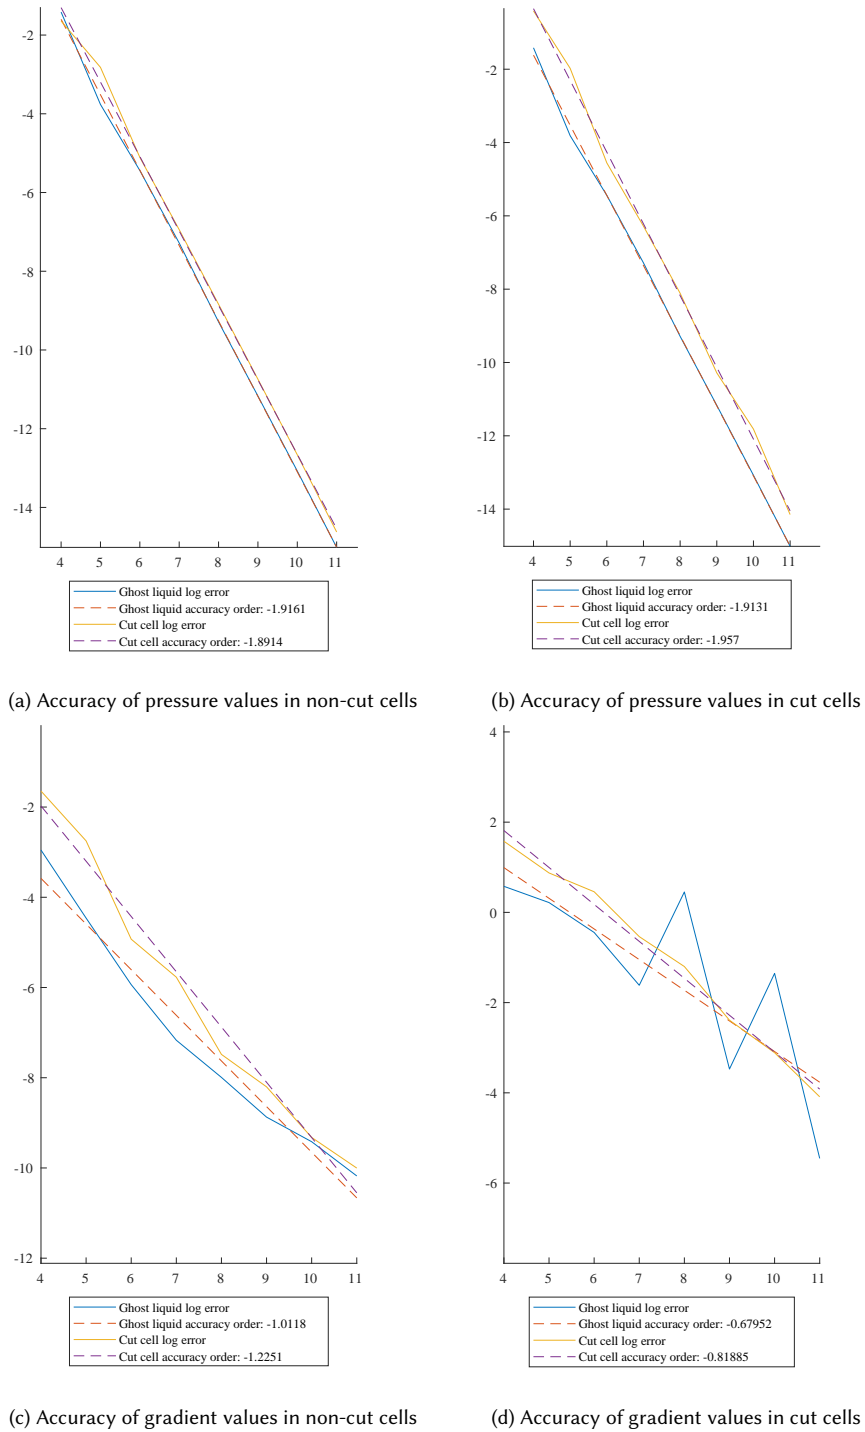 -2
-4
-6
-8
-10
-12
-14
4 5 6 7 8 9 10 11
Ghost liquid log error
Ghost liquid accuracy order: -1.9161
Cut cell log error
Cut cell accuracy order: -1.8914
(a) Accuracy of pressure values in non-cut cells
-2
-4
-6
-8
-10
-12
-14
4 5 6 7 8 9 10 11
Ghost liquid log error
Ghost liquid accuracy order: -1.9131
Cut cell log error
Cut cell accuracy order: -1.957
(b) Accuracy of pressure values in cut cells
-2
-4
-6
-8
-10
-12
4 5 6 7 8 9 10 11
Ghost liquid log error
Ghost liquid accuracy order: -1.0118
Cut cell log error
Cut cell accuracy order: -1.2251
(c) Accuracy of gradient values in non-cut cells
4
2
0
-2
-4
-6
4 5 6 7 8 9 10 11
Ghost liquid log error
Ghost liquid accuracy order: -0.67952
Cut cell log error
Cut cell accuracy order: -0.81885
(d) Accuracy of gradient values in cut cells